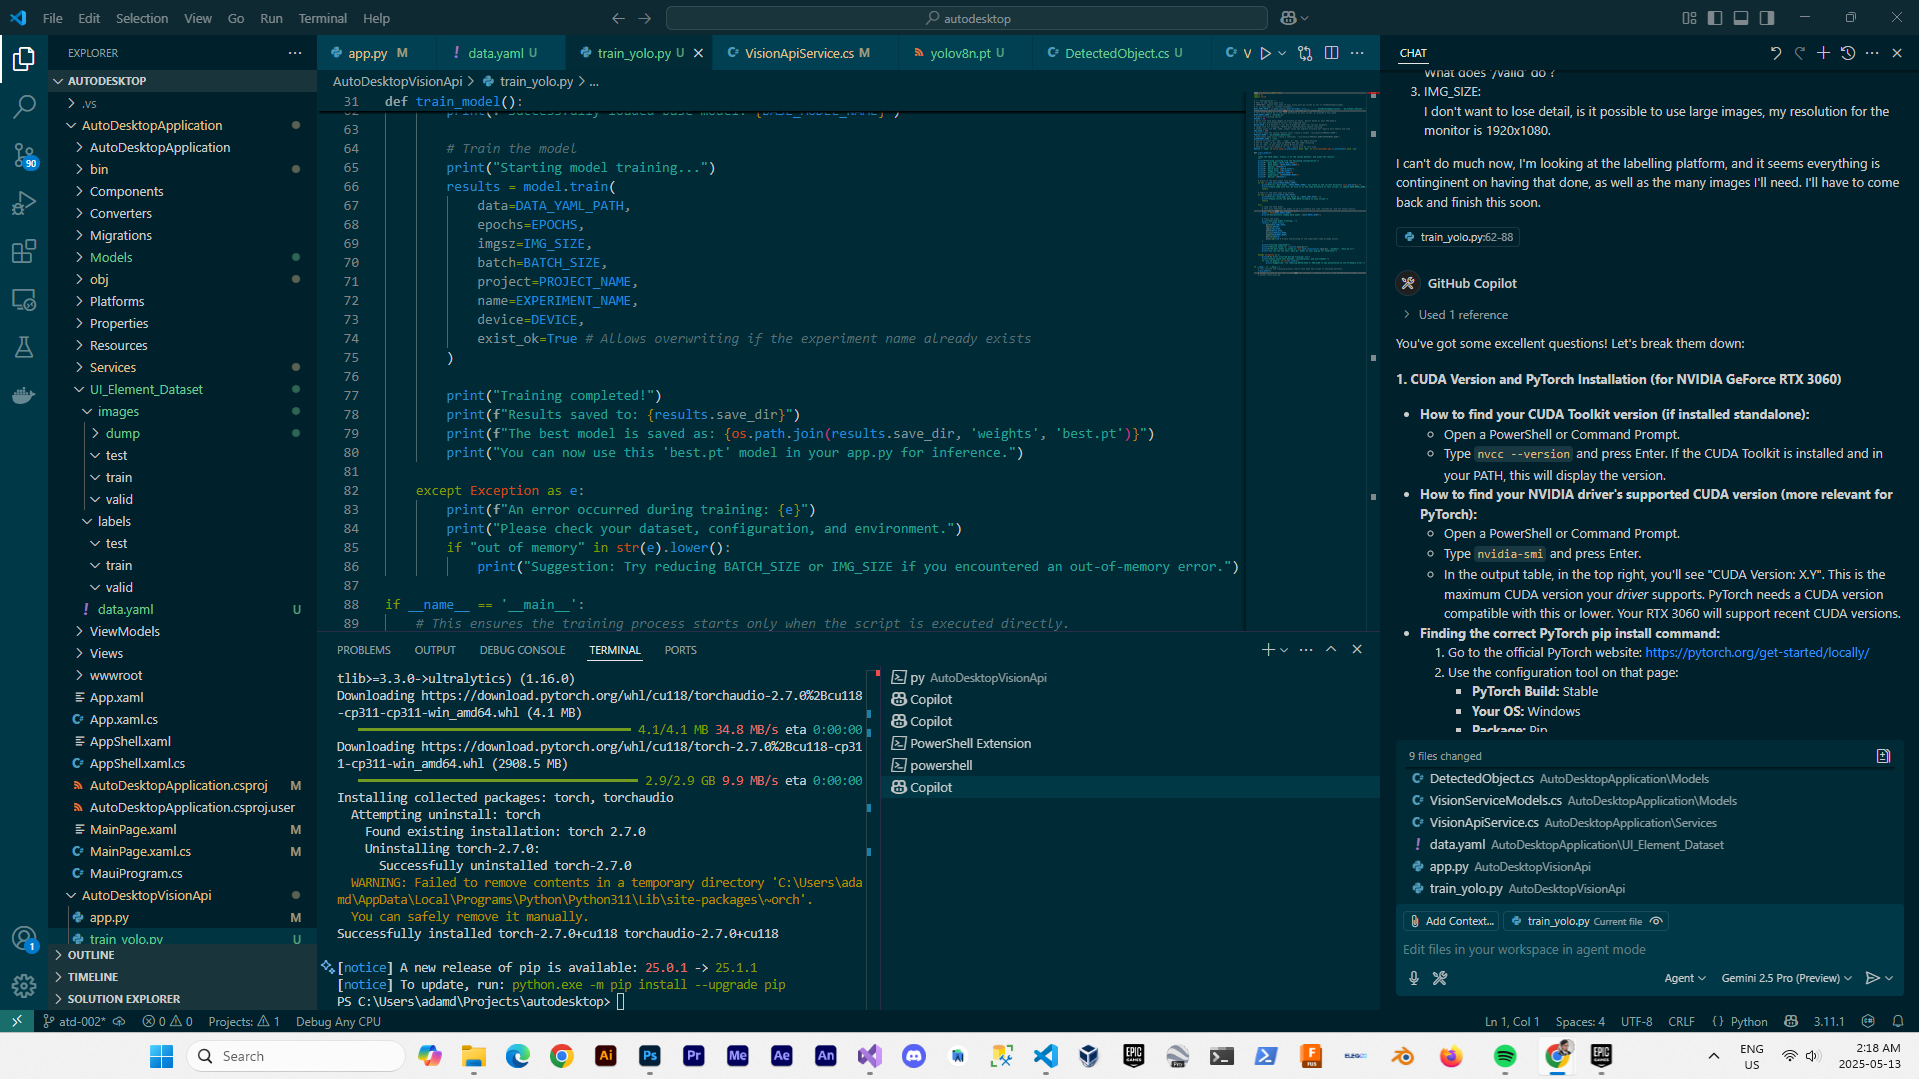 File Edit Selection View Go Run Terminal Help
autodesktop
EXPLORER
AUTODESKTOP
.vs
AutoDesktopApplication
AutoDesktopApplication
bin
Components
Converters
Migrations
Models
obj
Platforms
Properties
Resources
Services
UI_Element_Dataset
images
dump
test
train
valid
labels
test
train
valid
data.yaml U
ViewModels
Views
wwwroot
App.xaml
App.xaml.cs
AppShell.xaml
AppShell.xaml.cs
AutoDesktopApplication.csproj M
AutoDesktopApplication.csproj.user
MainPage.xaml M
MainPage.xaml.cs M
MauiProgram.cs
AutoDesktopVisionApi
app.py M
train_yolo.py U
OUTLINE
TIMELINE
SOLUTION EXPLORER
90
1
app.py M
data.yaml U
train_yolo.py U
VisionApiService.cs M
yolov8n.pt U
DetectedObject.cs U
V
AutoDesktopVisionApi > train_yolo.py > ...
31 def train_model():
63
64 # Train the model
65 print("Starting model training...")
66 results = model.train(
67 data=DATA_YAML_PATH,
68 epochs=EPOCHS,
69 imgsz=IMG_SIZE,
70 batch=BATCH_SIZE,
71 project=PROJECT_NAME,
72 name=EXPERIMENT_NAME,
73 device=DEVICE,
74 exist_ok=True # Allows overwriting if the experiment name already exists
75 )
76
77 print("Training completed!")
78 print(f"Results saved to: {results.save_dir}")
79 print(f"The best model is saved as: {os.path.join(results.save_dir, 'weights', 'best.pt')}")
80 print("You can now use this 'best.pt' model in your app.py for inference.")
81
82 except Exception as e:
83 print(f"An error occurred during training: {e}")
84 print("Please check your dataset, configuration, and environment.")
85 if "out of memory" in str(e).lower():
86 print("Suggestion: Try reducing BATCH_SIZE or IMG_SIZE if you encountered an out-of-memory error.")
87
88 if __name__ == '__main__':
89 # This ensures the training process starts only when the script is executed directly.
PROBLEMS OUTPUT DEBUG CONSOLE TERMINAL PORTS
tlib>=3.3.0->ultralytics) (1.16.0)
Downloading https://download.pytorch.org/whl/cu118/torchaudio-2.7.0%2Bcu118
-cp311-cp311-win_amd64.whl (4.1 MB)
4.1/4.1 MB 34.8 MB/s eta 0:00:00
Downloading https://download.pytorch.org/whl/cu118/torch-2.7.0%2Bcu118-cp31
1-cp311-win_amd64.whl (2908.5 MB)
2.9/2.9 GB 9.9 MB/s eta 0:00:00
Installing collected packages: torch, torchaudio
Attempting uninstall: torch
Found existing installation: torch 2.7.0
Uninstalling torch-2.7.0:
Successfully uninstalled torch-2.7.0
WARNING: Failed to remove contents in a temporary directory 'C:\Users\ada
md\AppData\Local\Programs\Python\Python311\Lib\site-packages\~orch'.
You can safely remove it manually.
Successfully installed torch-2.7.0+cu118 torchaudio-2.7.0+cu118
[notice] A new release of pip is available: 25.0.1 -> 25.1.1
[notice] To update, run: python.exe -m pip install --upgrade pip
PS C:\Users\adamd\Projects\autodesktop>
py AutoDesktopVisionApi
Copilot
Copilot
PowerShell Extension
powershell
Copilot
CHAT
What does '/valid' do ?
3. IMG_SIZE:
I don't want to lose detail, is it possible to use large images, my resolution for the
monitor is 1920x1080.
I can't do much now, I'm looking at the labelling platform, and it seems everything is
continginent on having that done, as well as the many images I'll need. I'll have to come
back and finish this soon.
train_yolo.py:62-88
GitHub Copilot
Used 1 reference
You've got some excellent questions! Let's break them down:
1. CUDA Version and PyTorch Installation (for NVIDIA GeForce RTX 3060)
How to find your CUDA Toolkit version (if installed standalone):
Open a PowerShell or Command Prompt.
Type nvcc --version and press Enter. If the CUDA Toolkit is installed and in
your PATH, this will display the version.
How to find your NVIDIA driver's supported CUDA version (more relevant for
PyTorch):
Open a PowerShell or Command Prompt.
Type nvidia-smi and press Enter.
In the output table, in the top right, you'll see "CUDA Version: X.Y". This is the
maximum CUDA version your driver supports. PyTorch needs a CUDA version
compatible with this or lower. Your RTX 3060 will support recent CUDA versions.
Finding the correct PyTorch pip install command:
1. Go to the official PyTorch website: https://pytorch.org/get-started/locally/
2. Use the configuration tool on that page:
PyTorch Build: Stable
Your OS: Windows
Package: Pip
9 files changed
DetectedObject.cs AutoDesktopApplication\Models
VisionServiceModels.cs AutoDesktopApplication\Models
VisionApiService.cs AutoDesktopApplication\Services
data.yaml AutoDesktopApplication\UI_Element_Dataset
app.py AutoDesktopVisionApi
train_yolo.py AutoDesktopVisionApi
Add Context...
train_yolo.py Current file
Edit files in your workspace in agent mode
Agent
Gemini 2.5 Pro (Preview)
atd-002*
0 0
Projects: 1
Debug Any CPU
Ln 1, Col 1
Spaces: 4
UTF-8
CRLF
{} Python
3.11.1
Search
Ai
Ps
Pr
Me
Ae
An
EPIC GAMES
Pro
F
FUS
EPIC GAMES
ENG
US
2:18 AM
2025-05-13